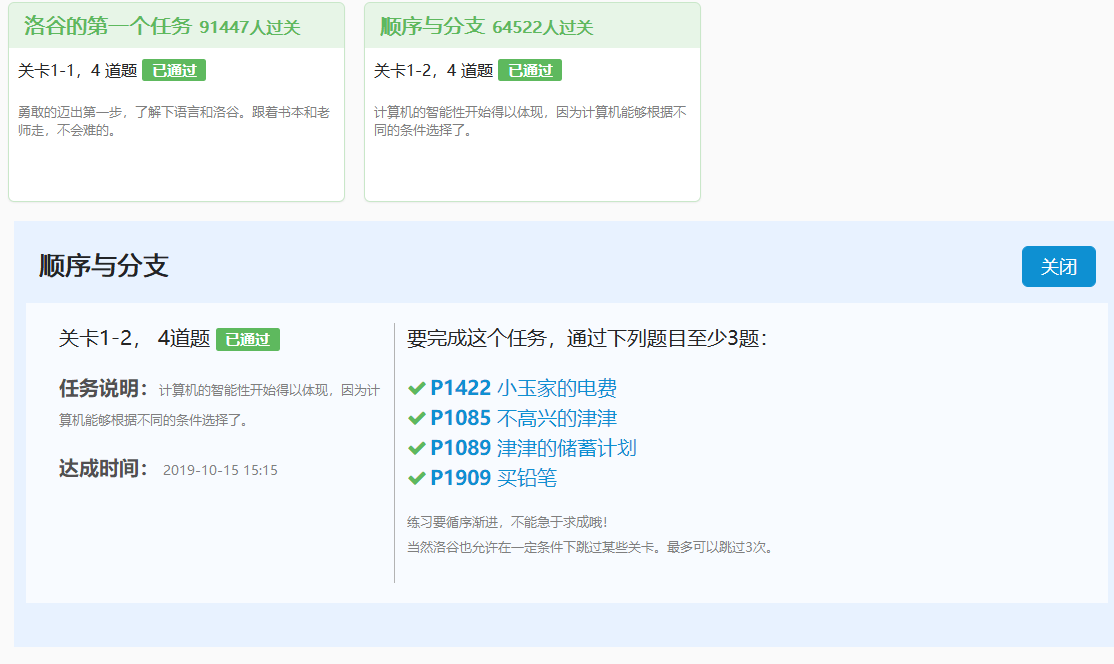 洛谷的第一个任务 91447人过关
关卡1-1，4 道题 已通过
勇敢的迈出第一步，了解下语言和洛谷。跟着书本和老
师走，不会难的。
顺序与分支 64522人过关
关卡1-2，4 道题 已通过
计算机的智能性开始得以体现，因为计算机能够根据不
同的条件选择了。
顺序与分支
关闭
关卡1-2， 4道题 已通过
任务说明： 计算机的智能性开始得以体现，因为计
算机能够根据不同的条件选择了。
达成时间： 2019-10-15 15:15
要完成这个任务，通过下列题目至少3题：
P1422 小玉家的电费
P1085 不高兴的津津
P1089 津津的储蓄计划
P1909 买铅笔
练习要循序渐进，不能急于求成哦！
当然洛谷也允许在一定条件下跳过某些关卡。最多可以跳过3次。